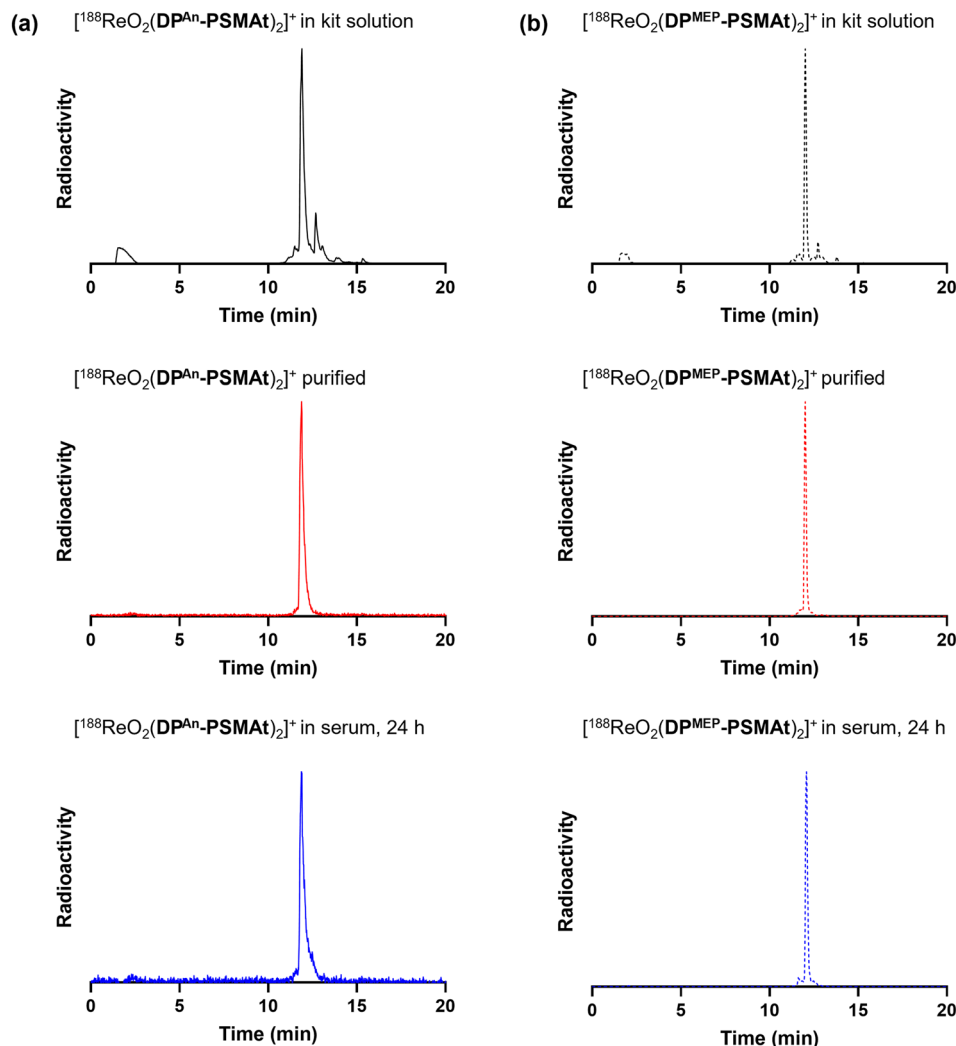 (a) [¹⁸⁸ReO₂(DPᴬⁿ-PSMAt)₂]⁺ in kit solution
Radioactivity
0 5 10 15 20
Time (min)
[¹⁸⁸ReO₂(DPᴬⁿ-PSMAt)₂]⁺ purified
Radioactivity
0 5 10 15 20
Time (min)
[¹⁸⁸ReO₂(DPᴬⁿ-PSMAt)₂]⁺ in serum, 24 h
Radioactivity
0 5 10 15 20
Time (min)
(b) [¹⁸⁸ReO₂(DPᴹᴱᴾ-PSMAt)₂]⁺ in kit solution
Radioactivity
0 5 10 15 20
Time (min)
[¹⁸⁸ReO₂(DPᴹᴱᴾ-PSMAt)₂]⁺ purified
Radioactivity
0 5 10 15 20
Time (min)
[¹⁸⁸ReO₂(DPᴹᴱᴾ-PSMAt)₂]⁺ in serum, 24 h
Radioactivity
0 5 10 15 20
Time (min)